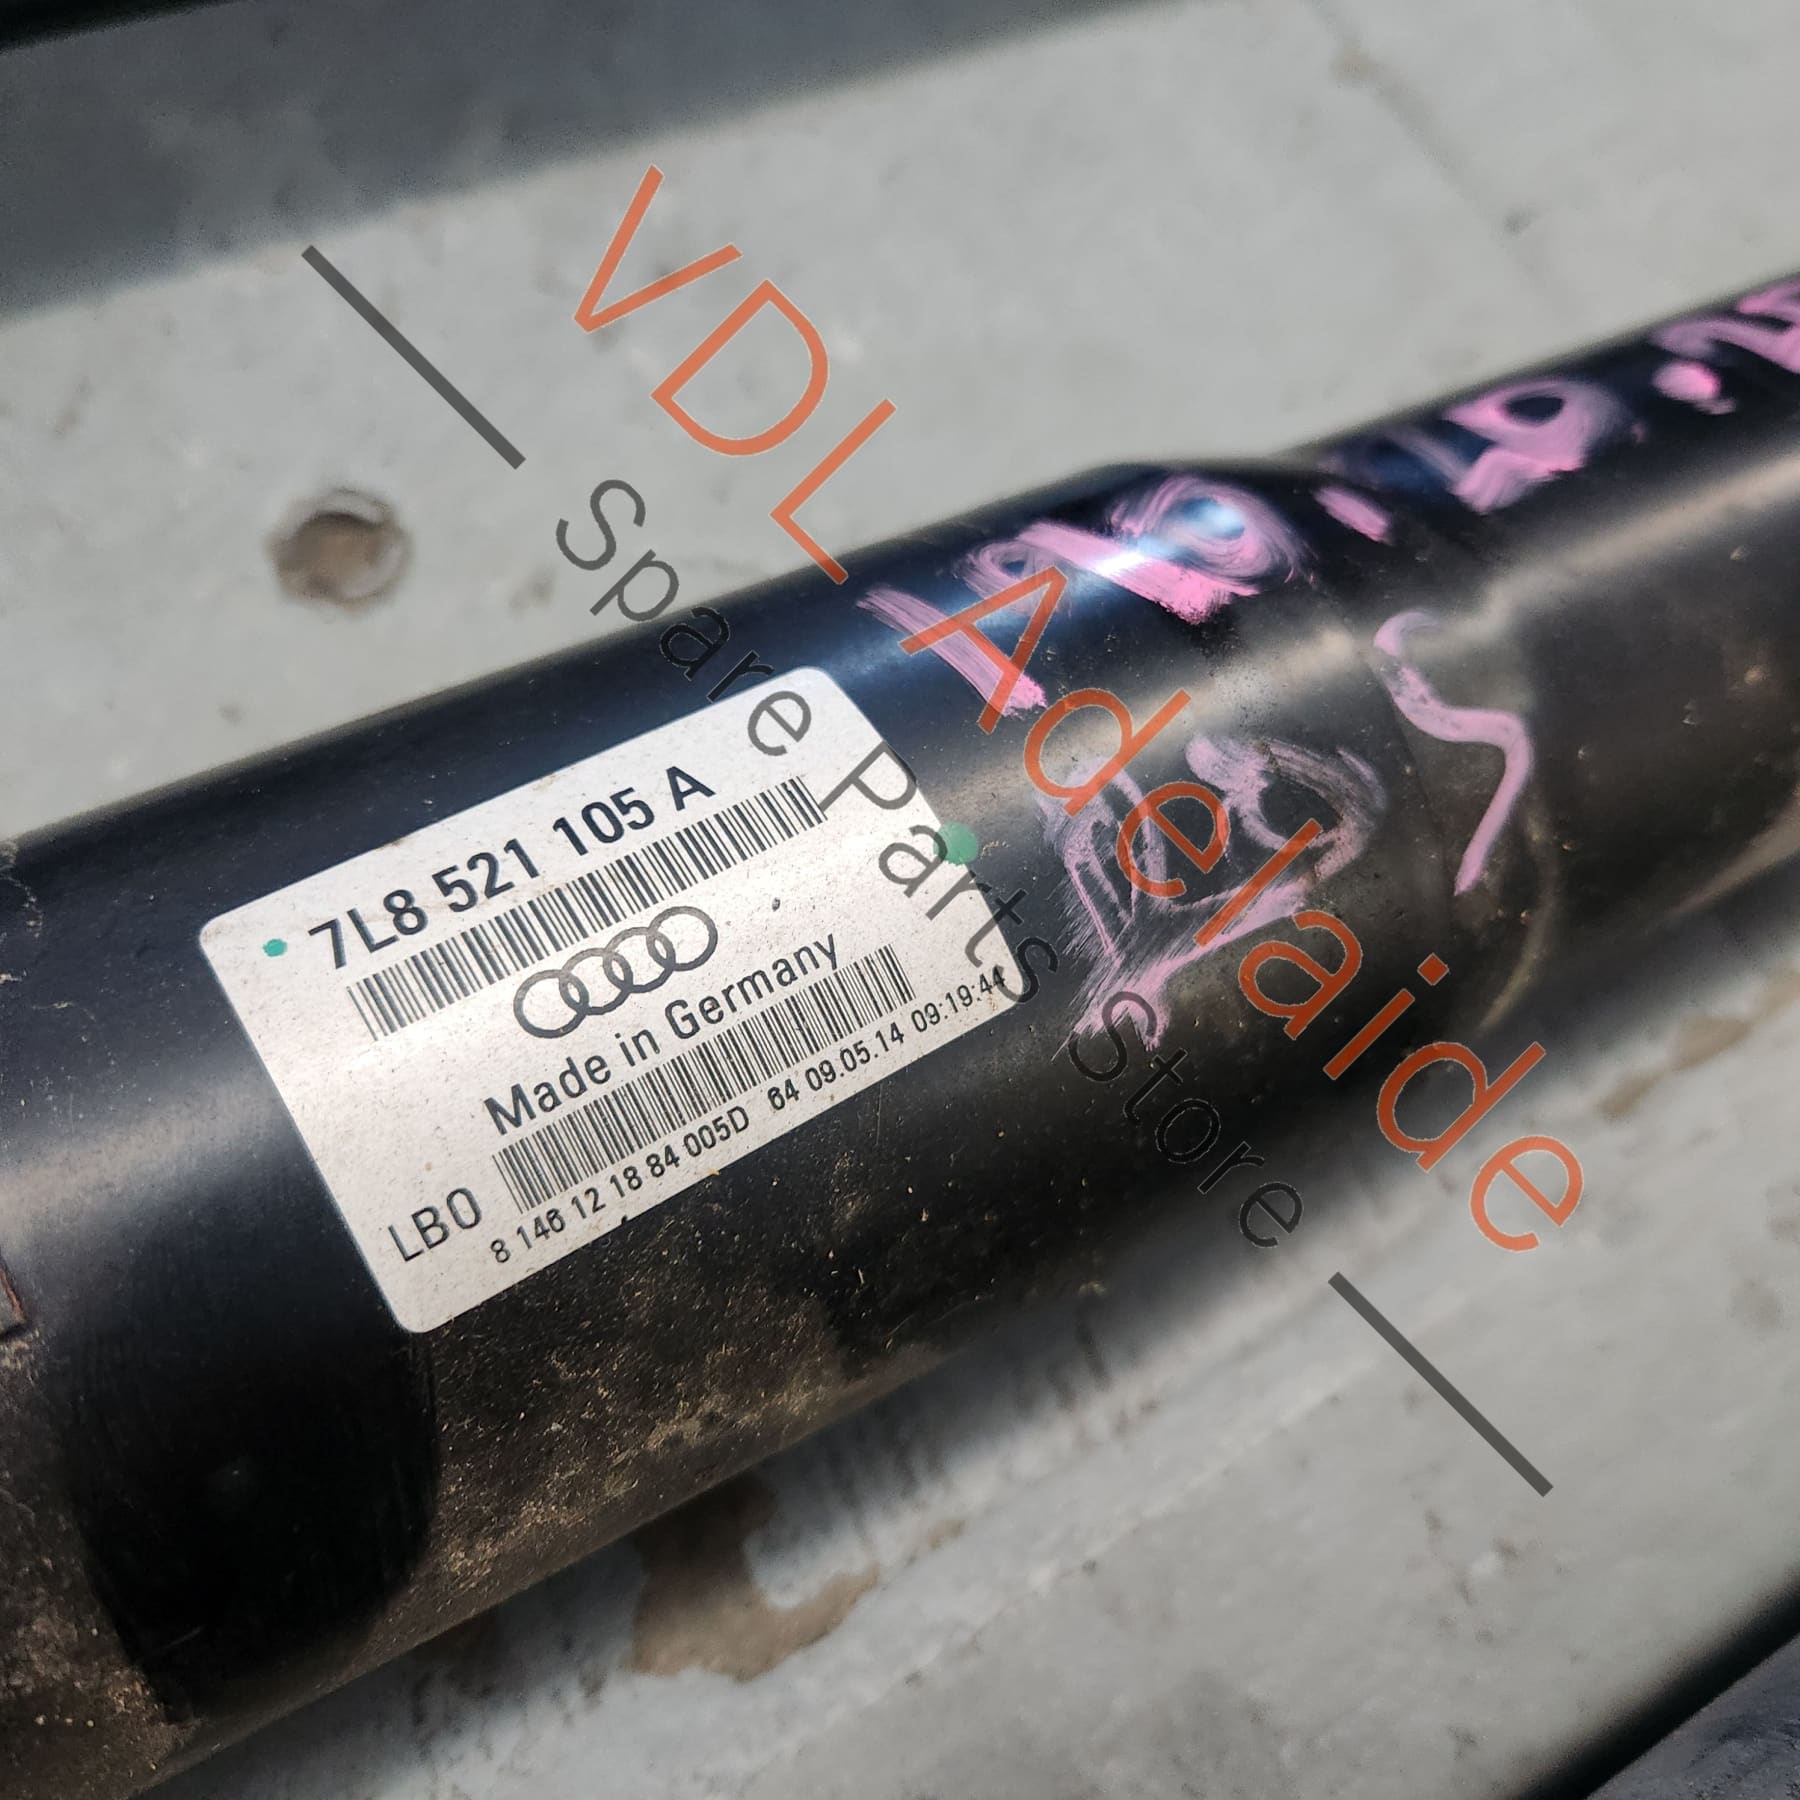 VDL Adelaide
Spare Parts Store
7L8 521 105 A
Made in Germany
LB0
8 146 12 18 84 005D 64 09.05.14 09:19:44